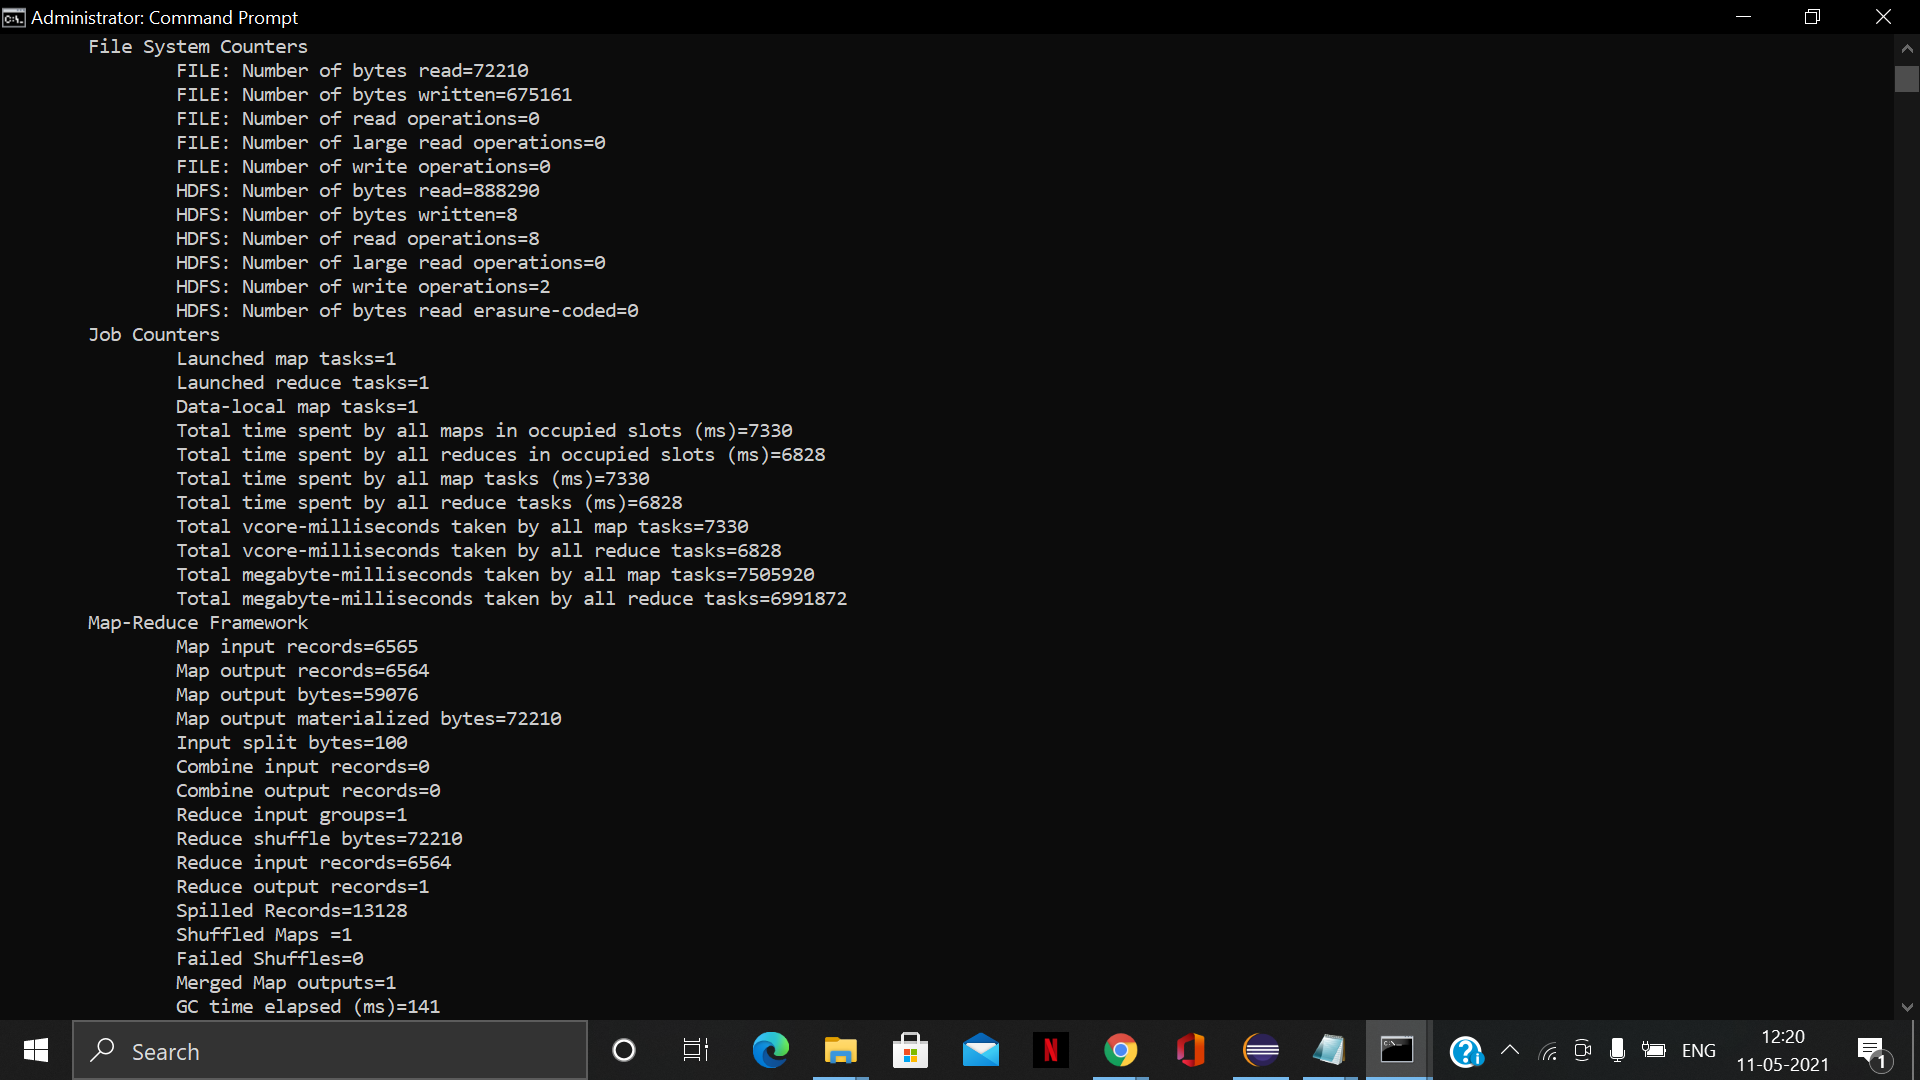 Administrator: Command Prompt
File System Counters
FILE: Number of bytes read=72210
FILE: Number of bytes written=675161
FILE: Number of read operations=0
FILE: Number of large read operations=0
FILE: Number of write operations=0
HDFS: Number of bytes read=888290
HDFS: Number of bytes written=8
HDFS: Number of read operations=8
HDFS: Number of large read operations=0
HDFS: Number of write operations=2
HDFS: Number of bytes read erasure-coded=0
Job Counters
Launched map tasks=1
Launched reduce tasks=1
Data-local map tasks=1
Total time spent by all maps in occupied slots (ms)=7330
Total time spent by all reduces in occupied slots (ms)=6828
Total time spent by all map tasks (ms)=7330
Total time spent by all reduce tasks (ms)=6828
Total vcore-milliseconds taken by all map tasks=7330
Total vcore-milliseconds taken by all reduce tasks=6828
Total megabyte-milliseconds taken by all map tasks=7505920
Total megabyte-milliseconds taken by all reduce tasks=6991872
Map-Reduce Framework
Map input records=6565
Map output records=6564
Map output bytes=59076
Map output materialized bytes=72210
Input split bytes=100
Combine input records=0
Combine output records=0
Reduce input groups=1
Reduce shuffle bytes=72210
Reduce input records=6564
Reduce output records=1
Spilled Records=13128
Shuffled Maps =1
Failed Shuffles=0
Merged Map outputs=1
GC time elapsed (ms)=141
Search
N
ENG
12:20
11-05-2021
1